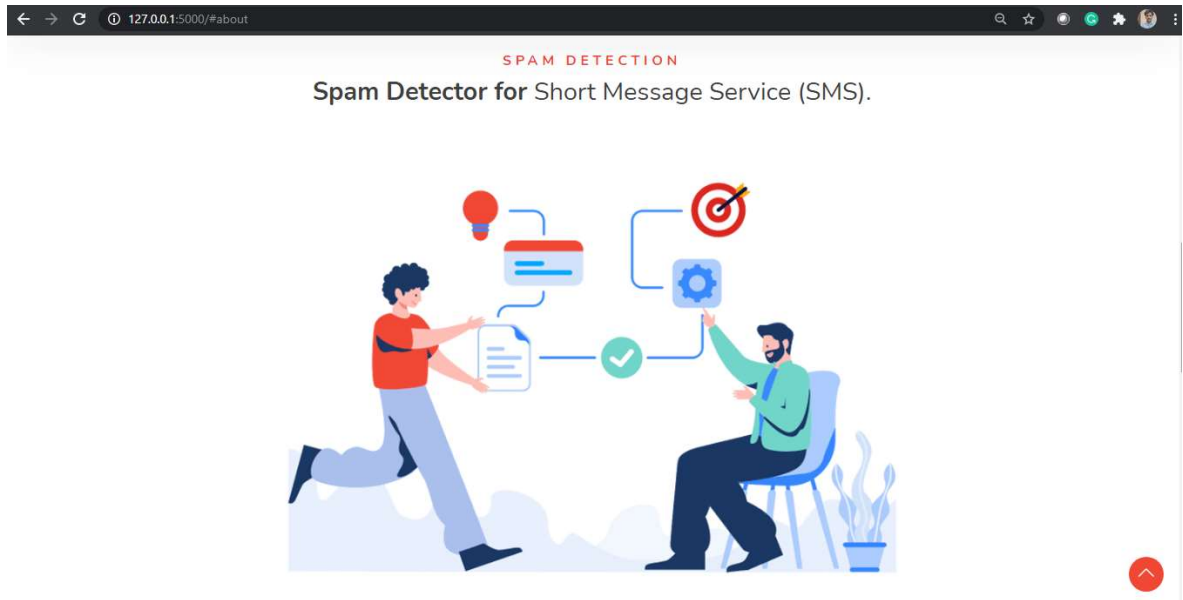 127.0.0.1:5000/#about
SPAM DETECTION
Spam Detector for Short Message Service (SMS).